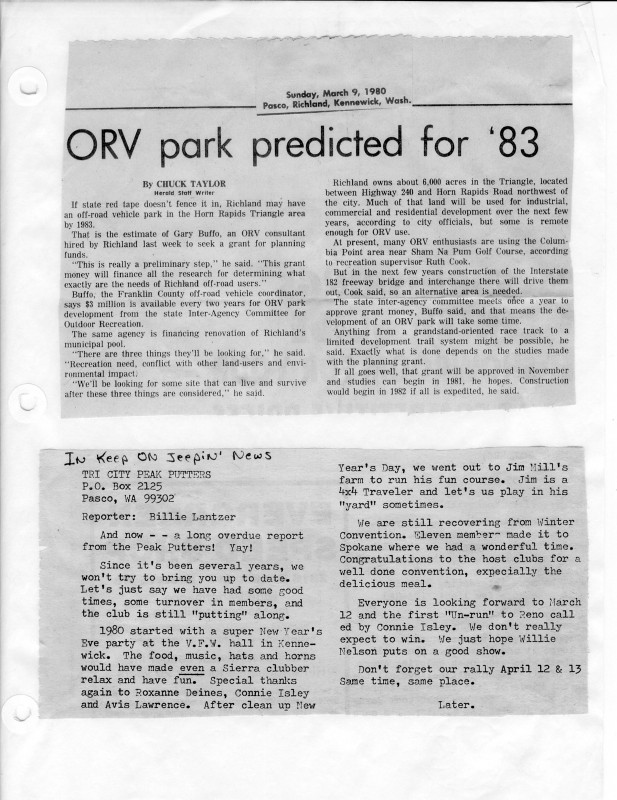 Sunday, March 9, 1980
Pasco, Richland, Kennewick, Wash.
ORV park predicted for '83
By CHUCK TAYLOR
Herald Staff Writer
If state red tape doesn't fence it in, Richland may have
an off-road vehicle park in the Horn Rapids Triangle area
by 1983.
That is the estimate of Gary Buffo, an ORV consultant
hired by Richland last week to seek a grant for planning
funds.
"This is really a preliminary step," he said. "This grant
money will finance all the research for determining what
exactly are the needs of Richland off-road users."
Buffo, the Franklin County off-road vehicle coordinator,
says $3 million is available every two years for ORV park
development from the state Inter-Agency Committee for
Outdoor Recreation.
The same agency is financing renovation of Richland's
municipal pool.
"There are three things they'll be looking for," he said.
"Recreation need, conflict with other land-users and envi-
ronmental impact.
"We'll be looking for some site that can live and survive
after these three things are considered," he said.
Richland owns about 6,000 acres in the Triangle, located
between Highway 240 and Horn Rapids Road northwest of
the city. Much of that land will be used for industrial,
commercial and residential development over the next few
years, according to city officials, but some is remote
enough for ORV use.
At present, many ORV enthusiasts are using the Colum-
bia Point area near Sham Na Pum Golf Course, according
to recreation supervisor Ruth Cook.
But in the next few years construction of the Interstate
182 freeway bridge and interchange there will drive them
out, Cook said, so an alternative area is needed.
The state inter-agency committee meets once a year to
approve grant money, Buffo said, and that means the de-
velopment of an ORV park will take some time.
Anything from a grandstand-oriented race track to a
limited development trail system might be possible, he
said. Exactly what is done depends on the studies made
with the planning grant.
If all goes well, that grant will be approved in November
and studies can begin in 1981, he hopes. Construction
would begin in 1982 if all is expedited, he said.
In Keep On Jeepin' News
TRI CITY PEAK PUTTERS
P.O. Box 2125
Pasco, WA 99302
Reporter: Billie Lantzer
And now - - a long overdue report
from the Peak Putters! Yay!
Since it's been several years, we
won't try to bring you up to date.
Let's just say we have had some good
times, some turnover in members, and
the club is still "putting" along.
1980 started with a super New Year's
Eve party at the V.F.W. hall in Kenne-
wick. The food, music, hats and horns
would have made even a Sierra clubber
relax and have fun. Special thanks
again to Roxanne Deines, Connie Isley
and Avis Lawrence. After clean up New
Year's Day, we went out to Jim Mill's
farm to run his fun course. Jim is a
4x4 Traveler and let's us play in his
"yard" sometimes.
We are still recovering from Winter
Convention. Eleven member made it to
Spokane where we had a wonderful time.
Congratulations to the host clubs for a
well done convention, expecially the
delicious meal.
Everyone is looking forward to March
12 and the first "Un-run" to Reno call
ed by Connie Isley. We don't really
expect to win. We just hope Willie
Nelson puts on a good show.
Don't forget our rally April 12 & 13
Same time, same place.
Later.